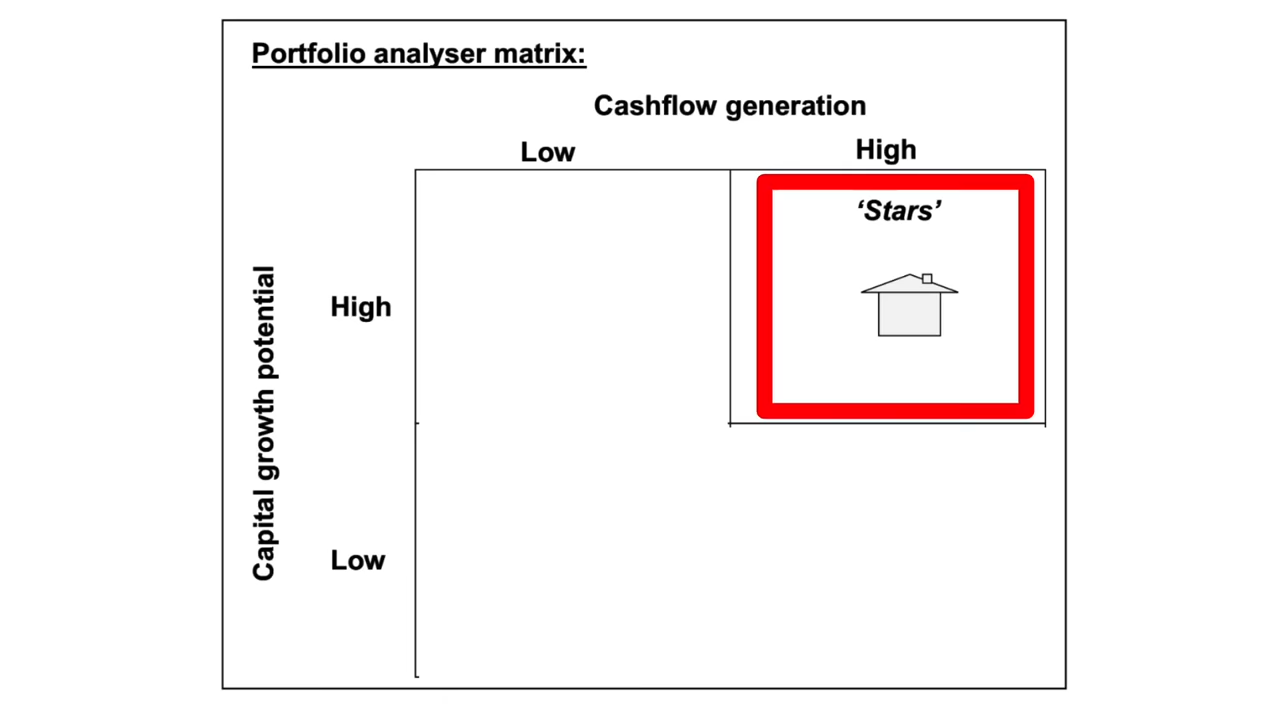 Portfolio analyser matrix:
Cashflow generation
Low
High
‘Stars’
High
Capital growth potential
Low